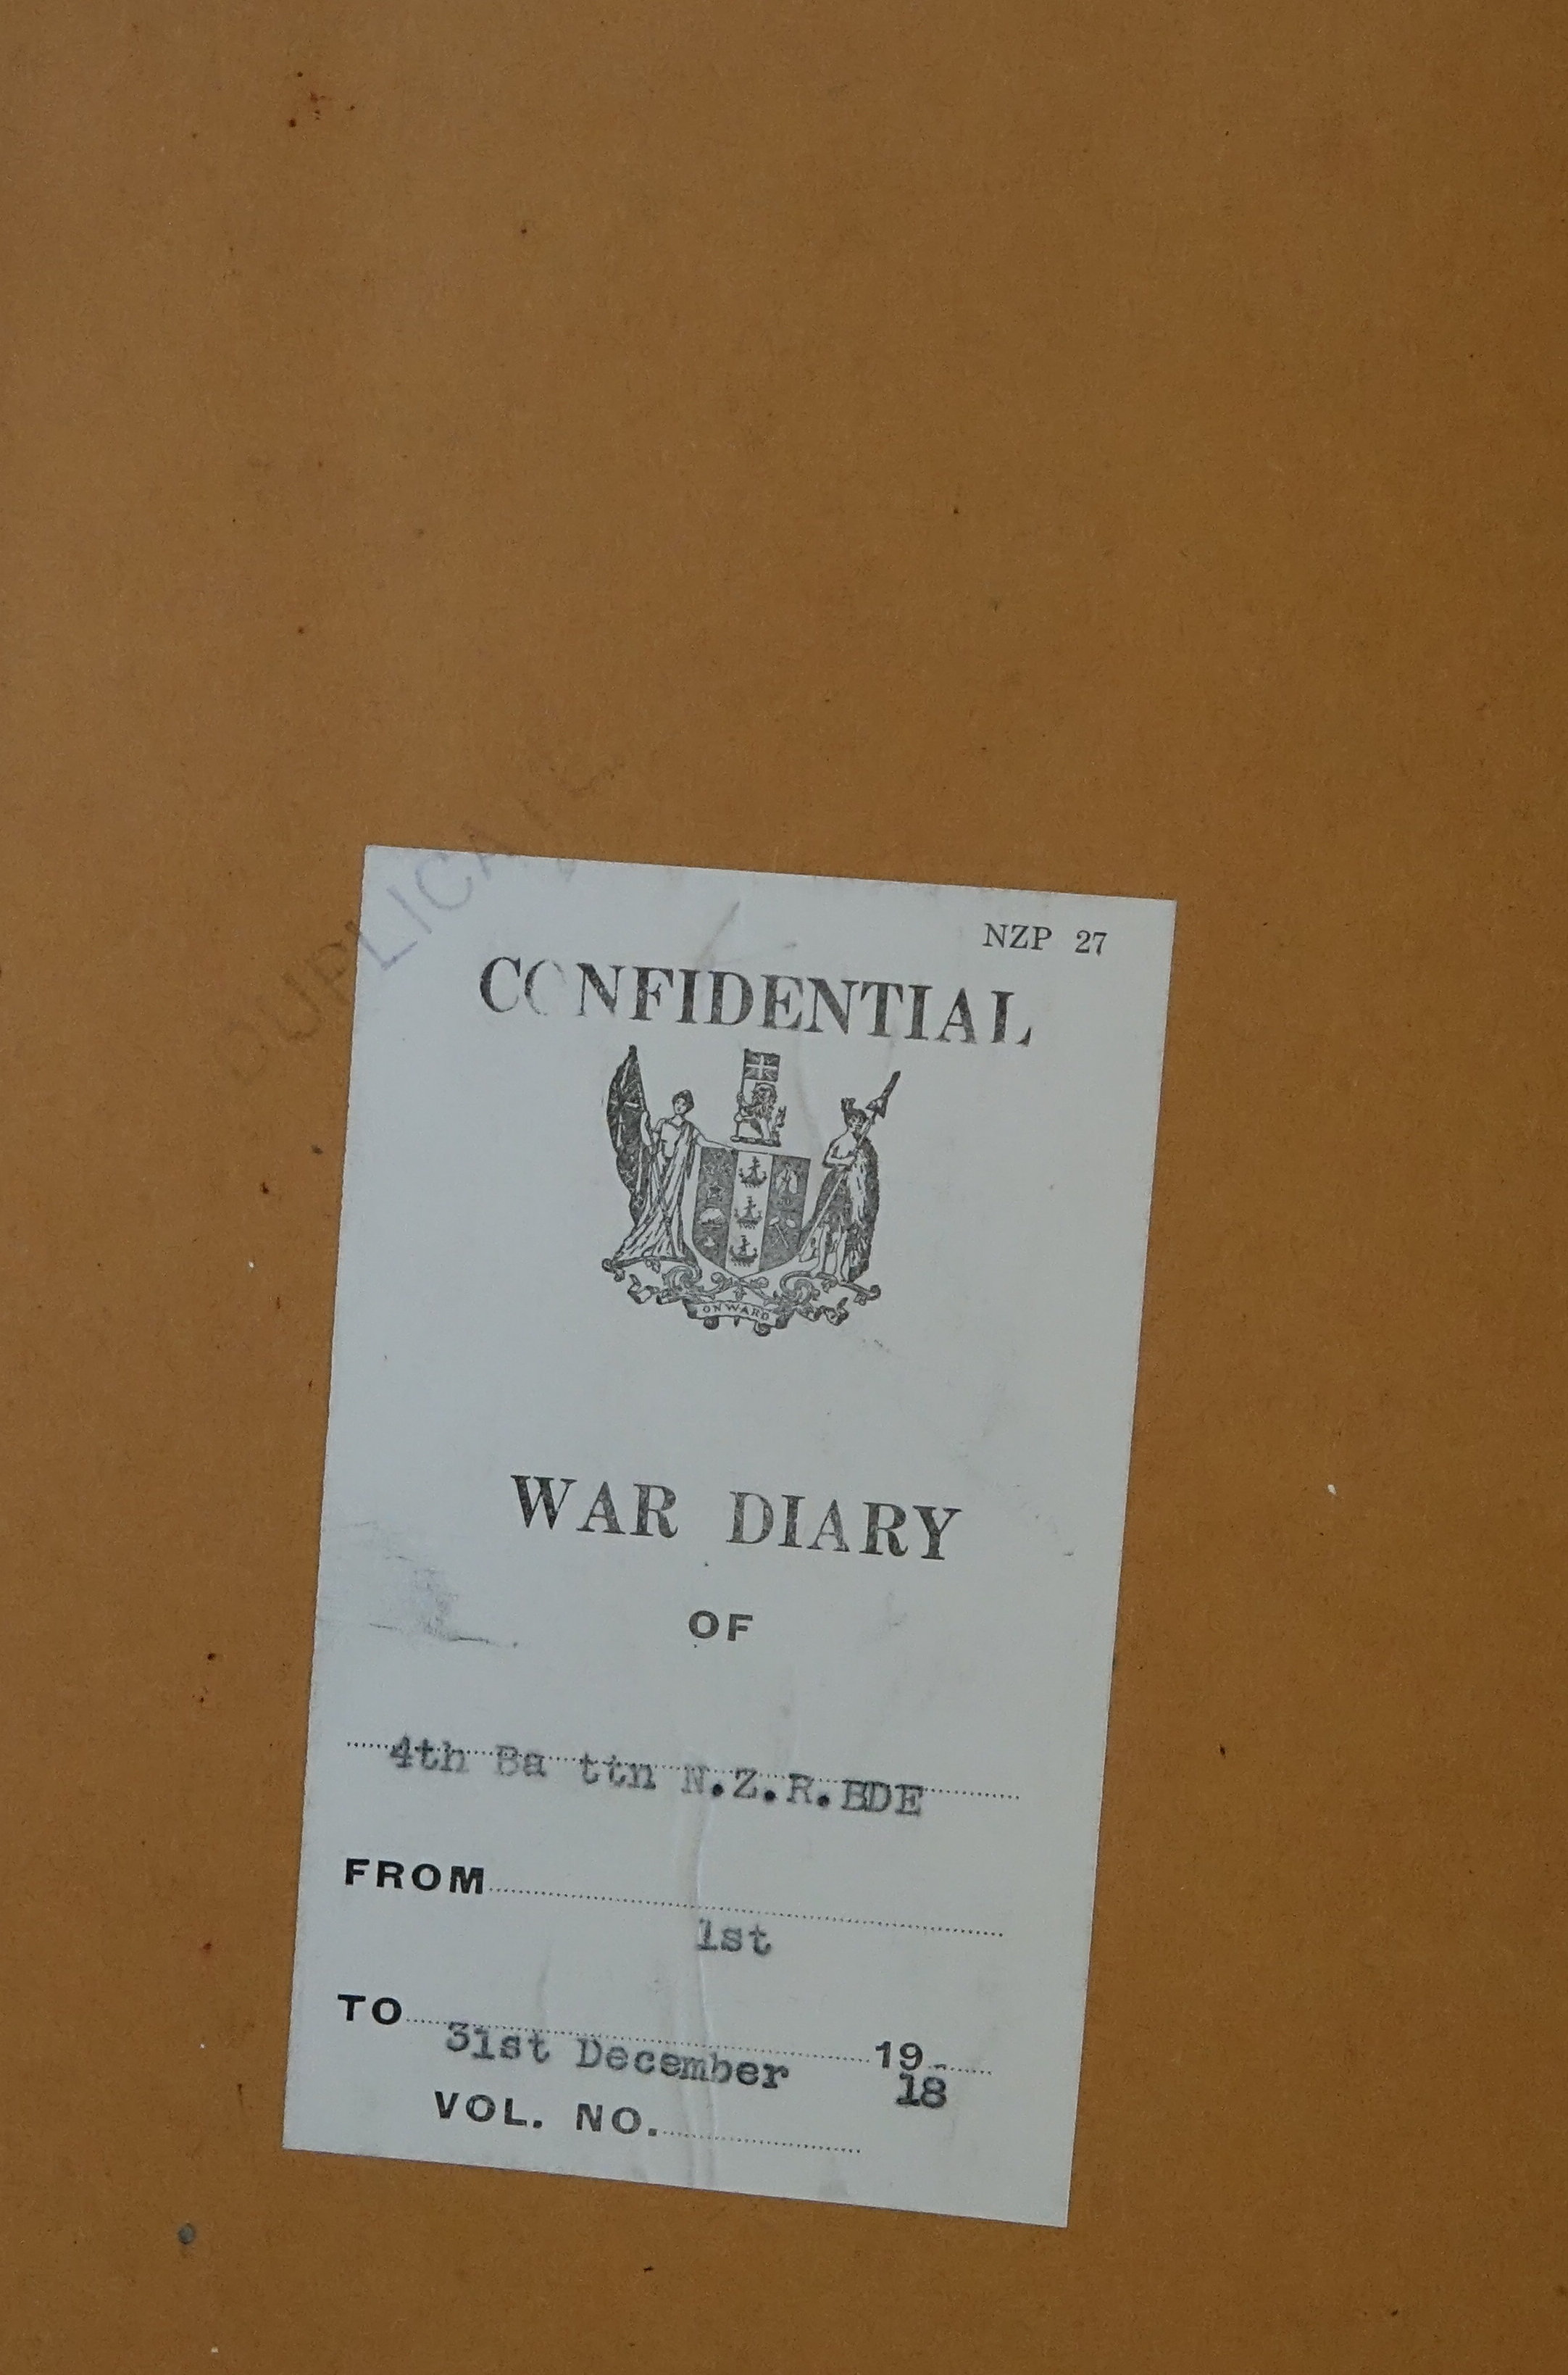 DUPLICATE
NZP 27
CONFIDENTIAL
ONWARD
WAR DIARY
OF
4th Ba ttn N.Z.R.BDE
FROM
1st
TO 19
31st December 18
VOL. NO.